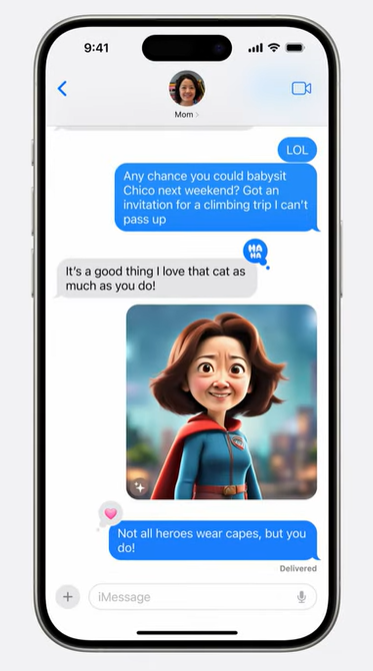 9:41
Mom
LOL
Any chance you could babysit
Chico next weekend? Got an
invitation for a climbing trip I can't
pass up
HA
HA
It's a good thing I love that cat as
much as you do!
Not all heroes wear capes, but you
do!
Delivered
iMessage